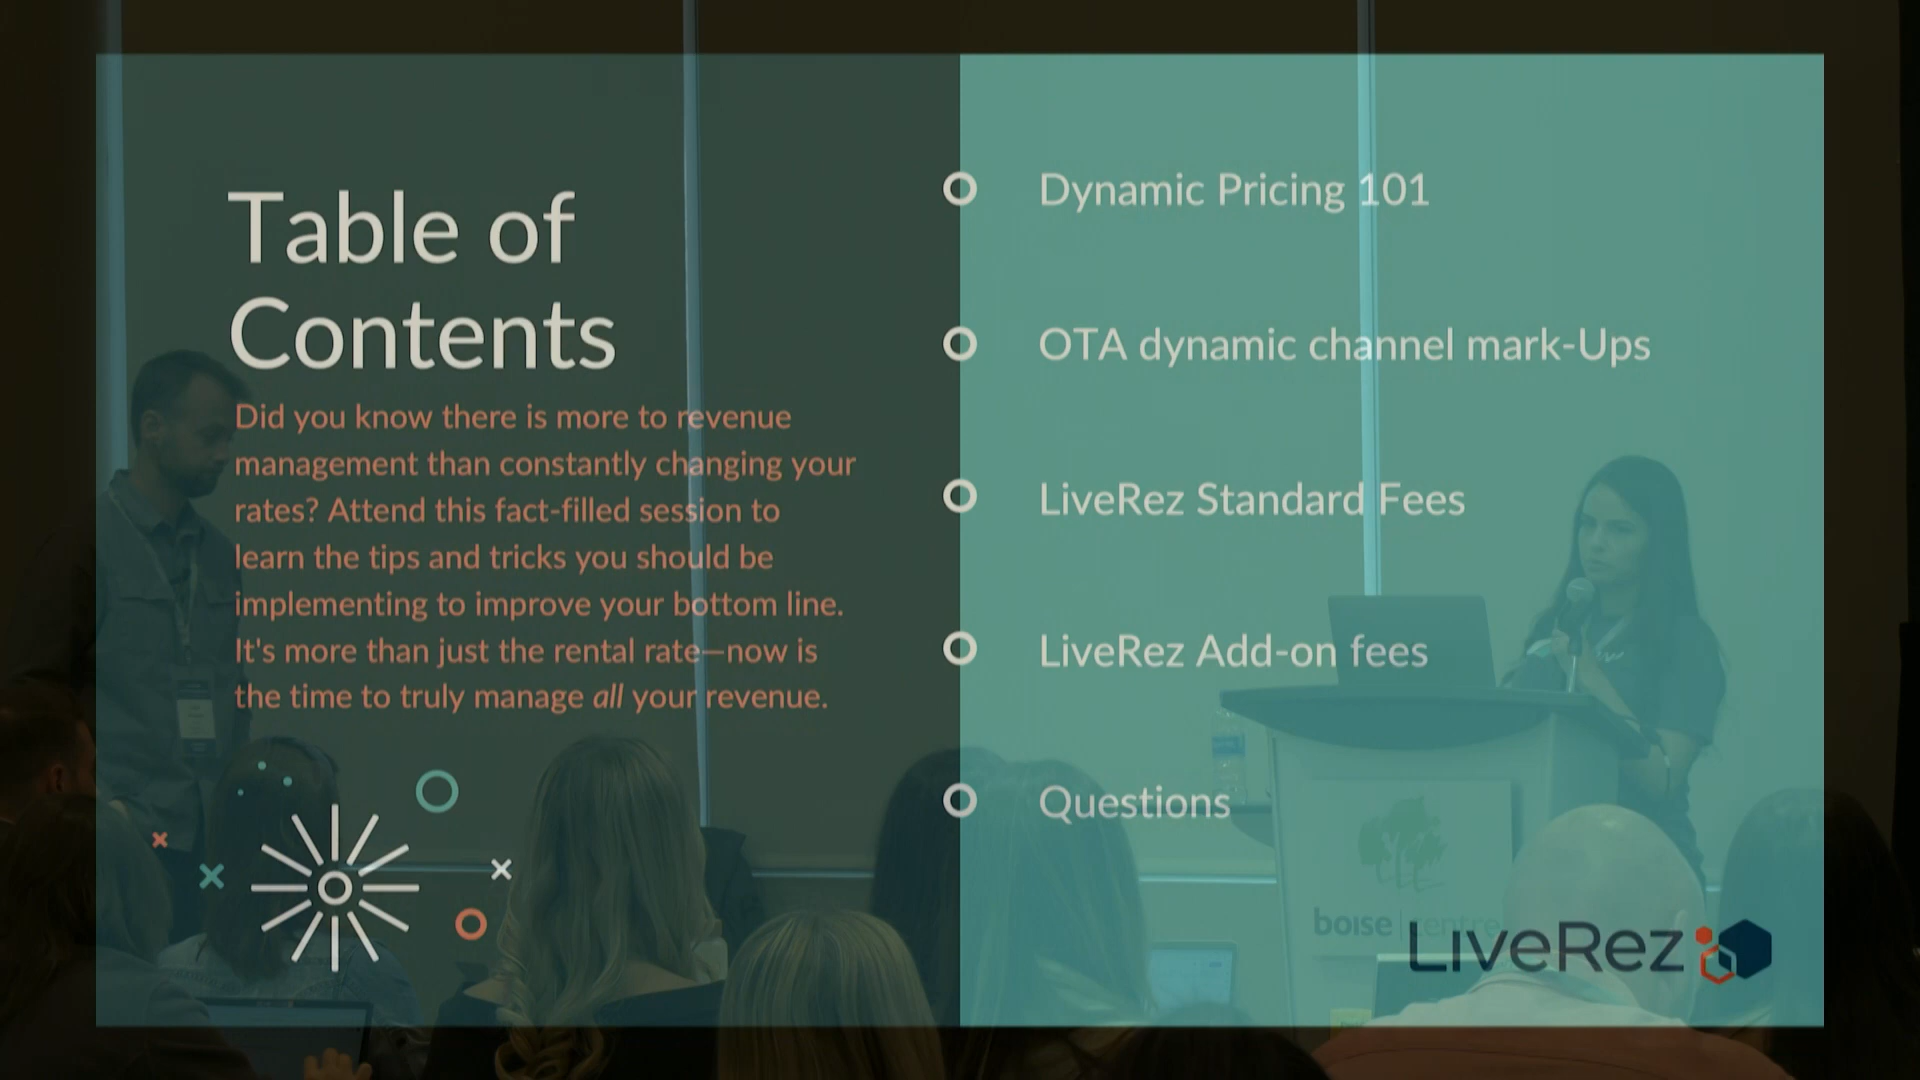 Table of
Contents
Did you know there is more to revenue
management than constantly changing your
rates? Attend this fact-filled session to
learn the tips and tricks you should be
implementing to improve your bottom line.
It's more than just the rental rate—now is
the time to truly manage all your revenue.
Dynamic Pricing 101
OTA dynamic channel mark-Ups
LiveRez Standard Fees
LiveRez Add-on fees
Questions
boise centre
LiveRez